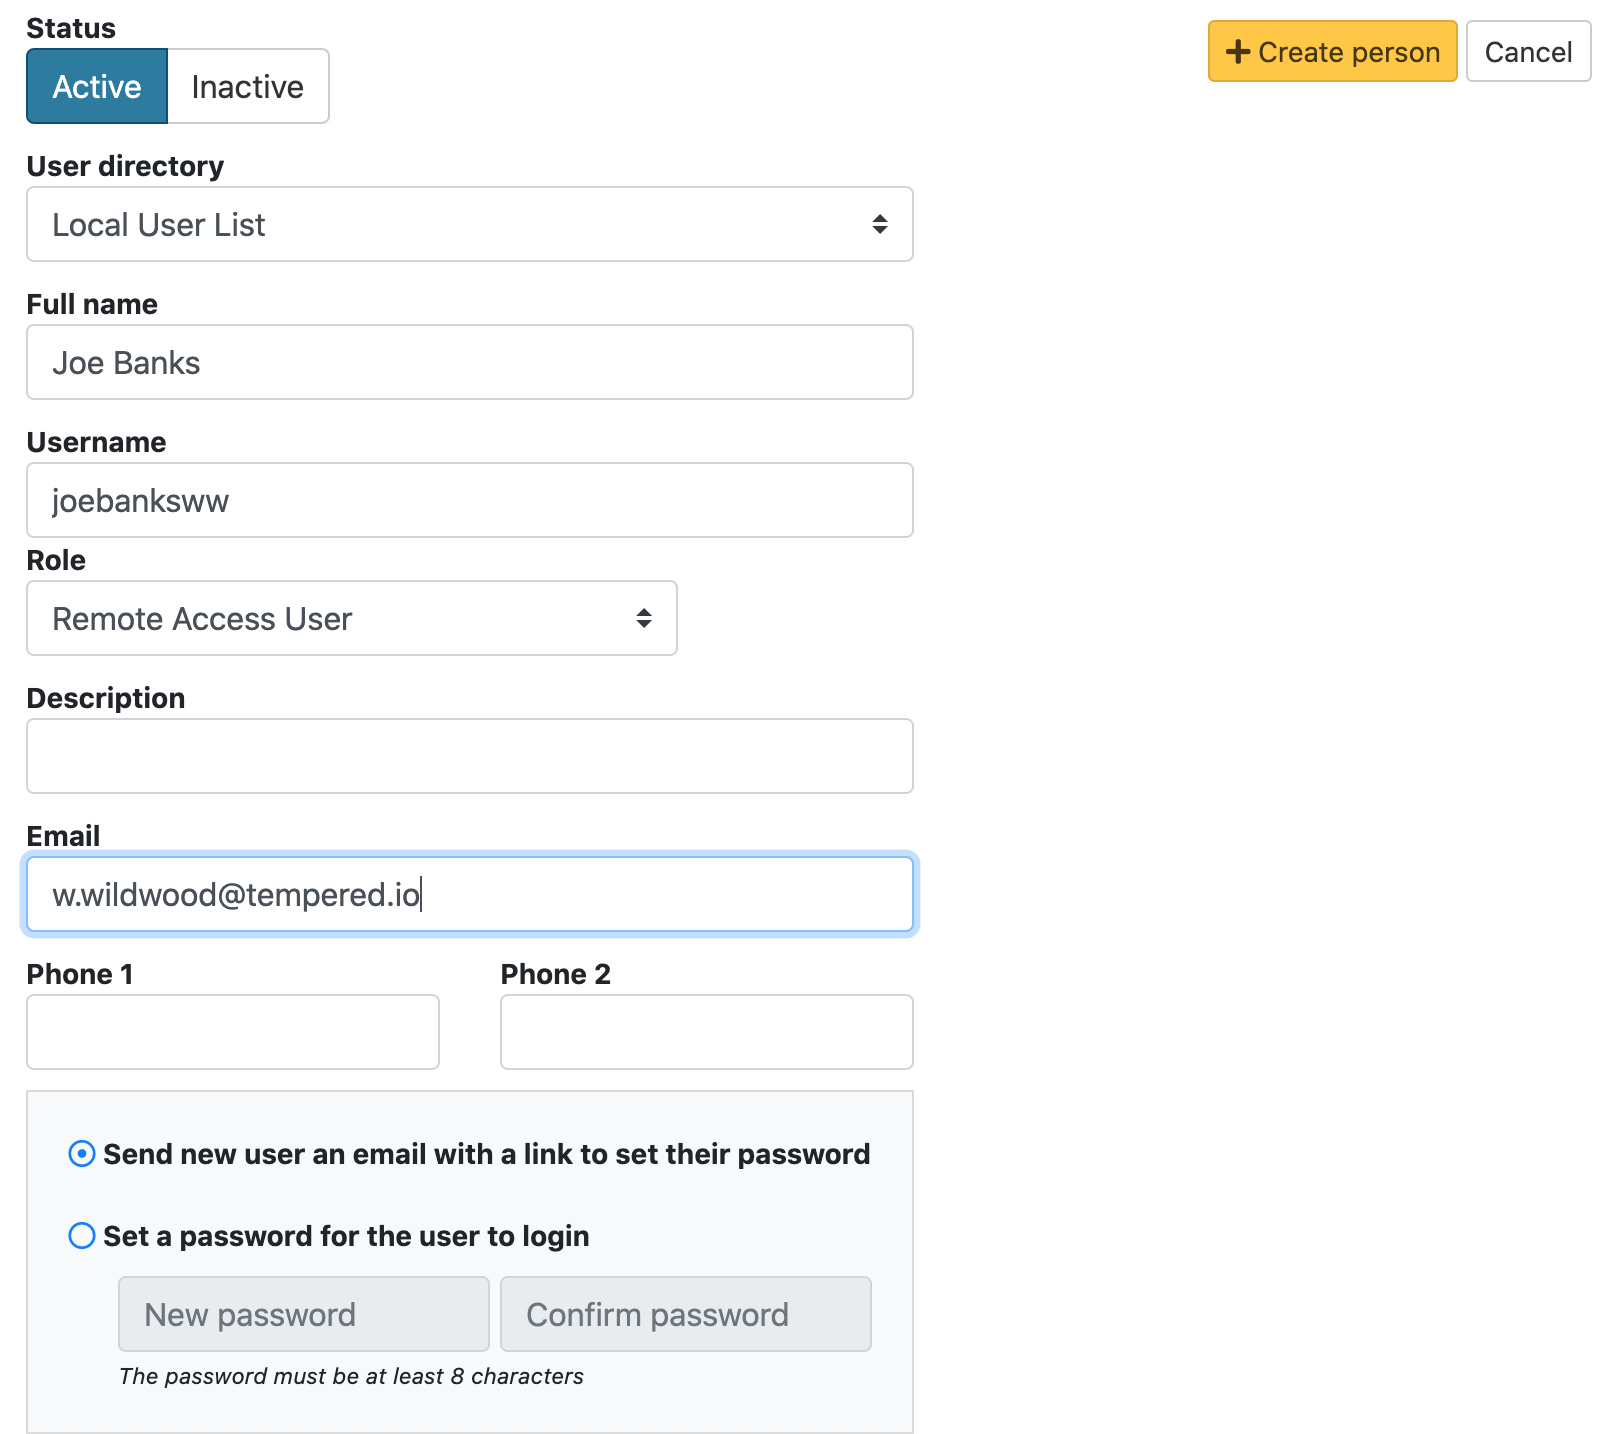 Status
Create person
Cancel
Active
Inactive
User directory
Local User List
Full name
Joe Banks
Username
joebanksww
Role
Remote Access User
Description
Email
w.wildwood@tempered.io
Phone 1
Phone 2
Send new user an email with a link to set their password
Set a password for the user to login
New password
Confirm password
The password must be at least 8 characters